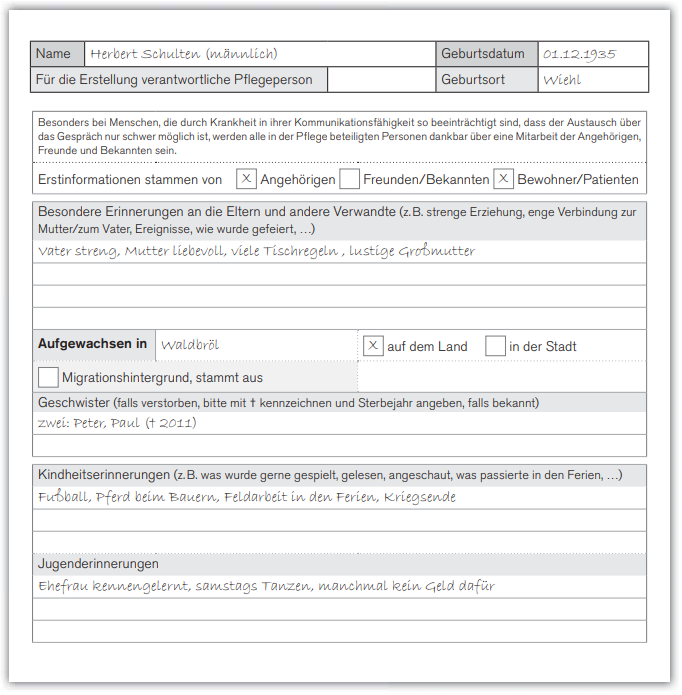 Name Herbert Schulten (männlich) Geburtsdatum 01.12.1935
Für die Erstellung verantwortliche Pflegeperson Geburtsort Wiehl
Besonders bei Menschen, die durch Krankheit in ihrer Kommunikationsfähigkeit so beeinträchtigt sind, dass der Austausch über
das Gespräch nur schwer möglich ist, werden alle in der Pflege beteiligten Personen dankbar über eine Mitarbeit der Angehörigen,
Freunde und Bekannten sein.
Erstinformationen stammen von X Angehörigen Freunden/Bekannten X Bewohner/Patienten
Besondere Erinnerungen an die Eltern und andere Verwandte (z. B. strenge Erziehung, enge Verbindung zur
Mutter/zum Vater, Ereignisse, wie wurde gefeiert, …)
Vater streng, Mutter liebevoll, viele Tischregeln , lustige Großmutter
Aufgewachsen in Waldbröl X auf dem Land in der Stadt
Migrationshintergrund, stammt aus
Geschwister (falls verstorben, bitte mit † kennzeichnen und Sterbejahr angeben, falls bekannt)
zwei: Peter, Paul († 2011)
Kindheitserinnerungen (z. B. was wurde gerne gespielt, gelesen, angeschaut, was passierte in den Ferien, …)
Fußball, Pferd beim Bauern, Feldarbeit in den Ferien, Kriegsende
Jugenderinnerungen
Ehefrau kennengelernt, samstags Tanzen, manchmal kein Geld dafür